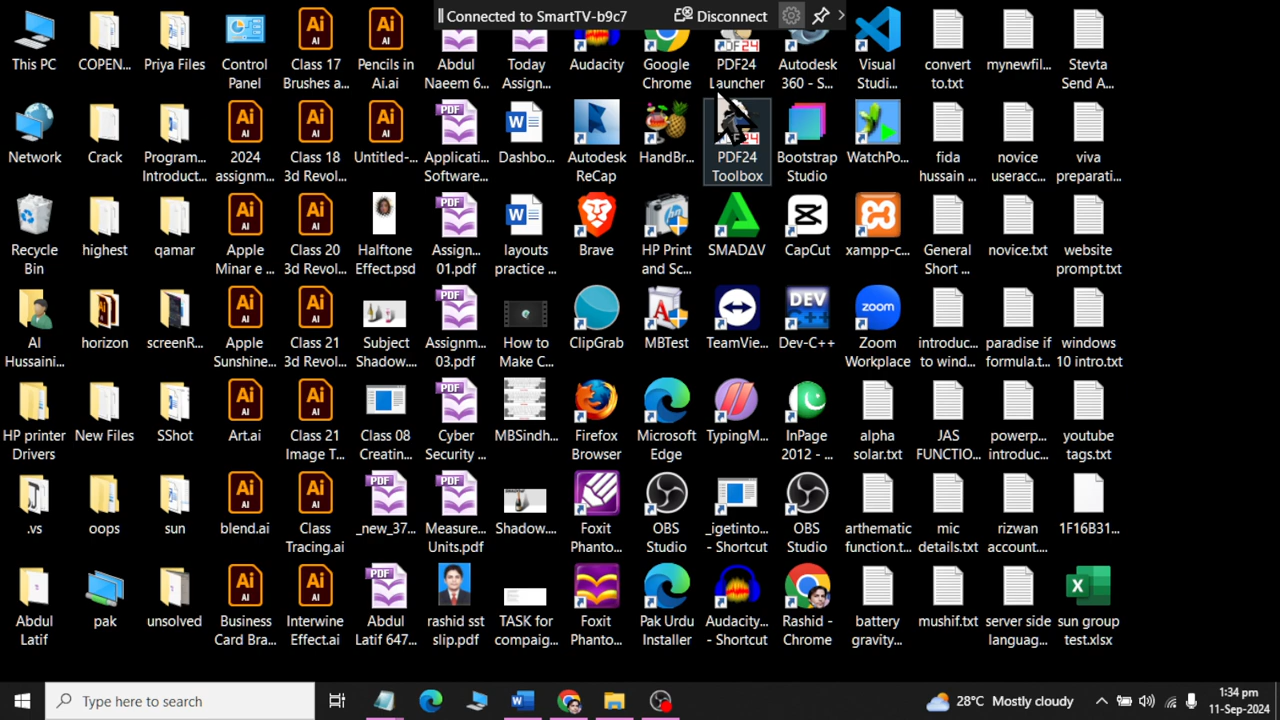 Connected to SmartTV-b9c7
Disconnect
This PC
COPEN...
Priya Files
Control
Panel
Class 17
Brushes a...
Pencils in
Ai.ai
Abdul
Naeem 6...
Today
Assign...
Audacity
Google
Chrome
PDF24
Launcher
Autodesk
360 - S...
Visual
Studi...
convert
to.txt
mynewfil...
Stevta
Send A...
Network
Crack
Program...
Introduct...
2024
assignm...
Class 18
3d Revol...
Untitled-...
Applicati...
Software...
Dashbo...
Autodesk
ReCap
HandBr...
PDF24
Toolbox
Bootstrap
Studio
WatchPo...
fida
hussain ...
novice
useracc...
viva
preparati...
Recycle
Bin
highest
qamar
Apple
Minar e ...
Class 20
3d Revol...
Halftone
Effect.psd
Assign...
01.pdf
layouts
practice ...
Brave
HP Print
and Sc...
SMADAV
CapCut
xampp-c...
General
Short ...
novice.txt
website
prompt.txt
Al
Hussaini...
horizon
screenR...
Apple
Sunshine...
Class 21
3d Revol...
Subject
Shadow...
Assignm...
03.pdf
How to
Make C...
ClipGrab
MBTest
TeamVie...
Dev-C++
Zoom
Workplace
introduc...
to wind...
paradise if
formula.t...
windows
10 intro.txt
HP printer
Drivers
New Files
SShot
Art.ai
Class 21
Image T...
Class 08
Creatin...
Cyber
Security ...
MBSindh...
Firefox
Browser
Microsoft
Edge
TypingM...
InPage
2012 - ...
alpha
solar.txt
JAS
FUNCTIO...
powerp...
introduc...
youtube
tags.txt
.vs
oops
sun
blend.ai
Class
Tracing.ai
_new_37...
Measure...
Units.pdf
Shadow...
Foxit
Phanto...
OBS
Studio
_igetinto...
- Shortcut
OBS
Studio
arthematic
function.t...
mic
details.txt
rizwan
account....
1F16B31...
Abdul
Latif
pak
unsolved
Business
Card Bra...
Interwine
Effect.ai
Abdul
Latif 647...
rashid sst
slip.pdf
TASK for
compaig...
Foxit
Phanto...
Pak Urdu
Installer
Audacity...
- Shortcut
Rashid -
Chrome
battery
gravity...
mushif.txt
server side
languag...
sun group
test.xlsx
Type here to search
28°C Mostly cloudy
1:34 pm
11-Sep-2024